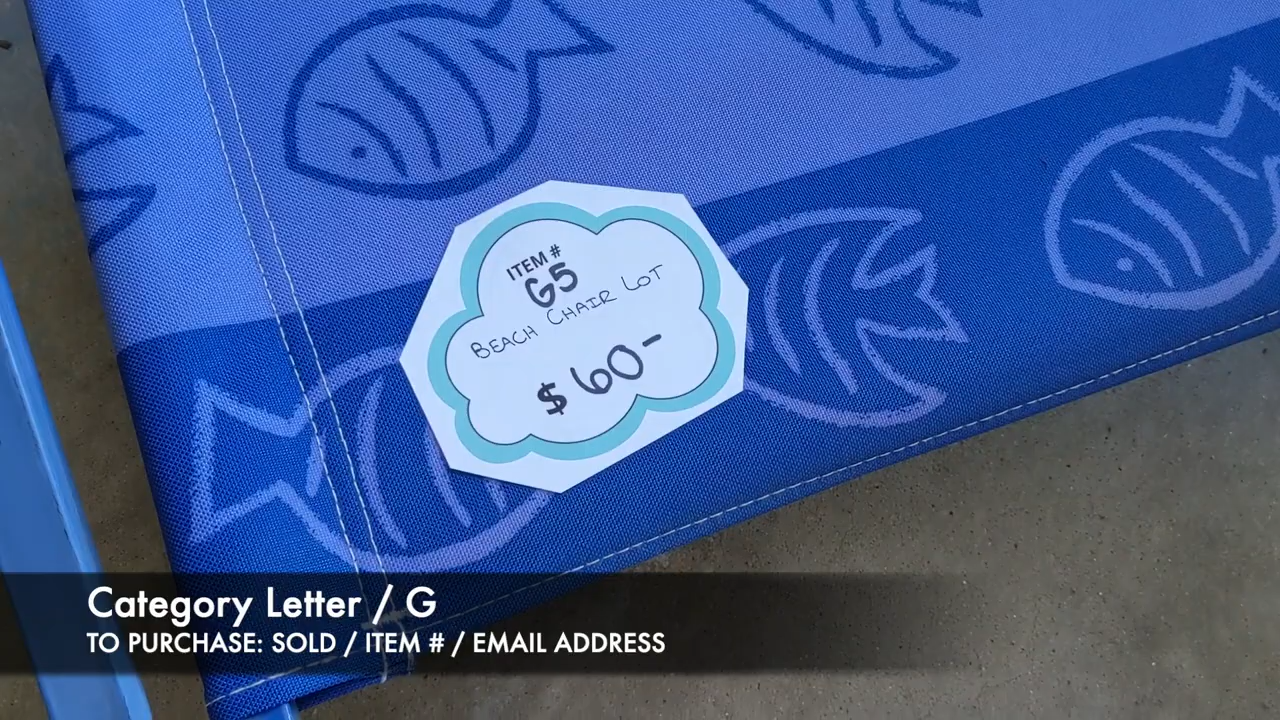 ITEM #
G5
BEACH CHAIR LOT
$60-
Category Letter / G
TO PURCHASE: SOLD / ITEM # / EMAIL ADDRESS